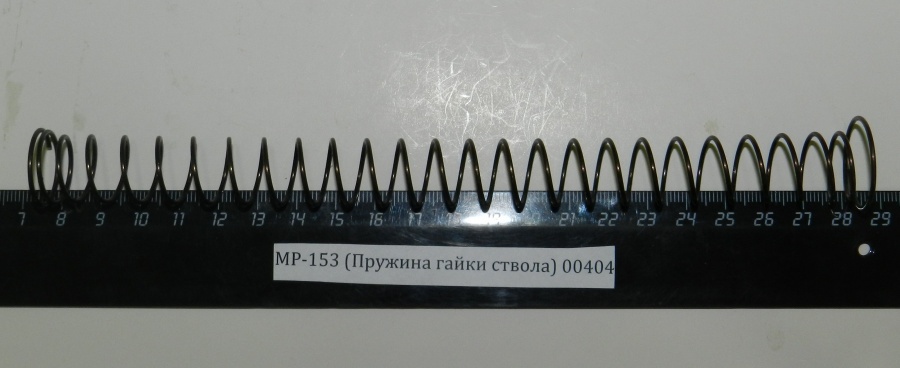 7 8 9 10 11 12 13 14 15 16 17 18 19 20 21 22 23 24 25 26 27 28 29
МР-153 (Пружина гайки ствола) 00404